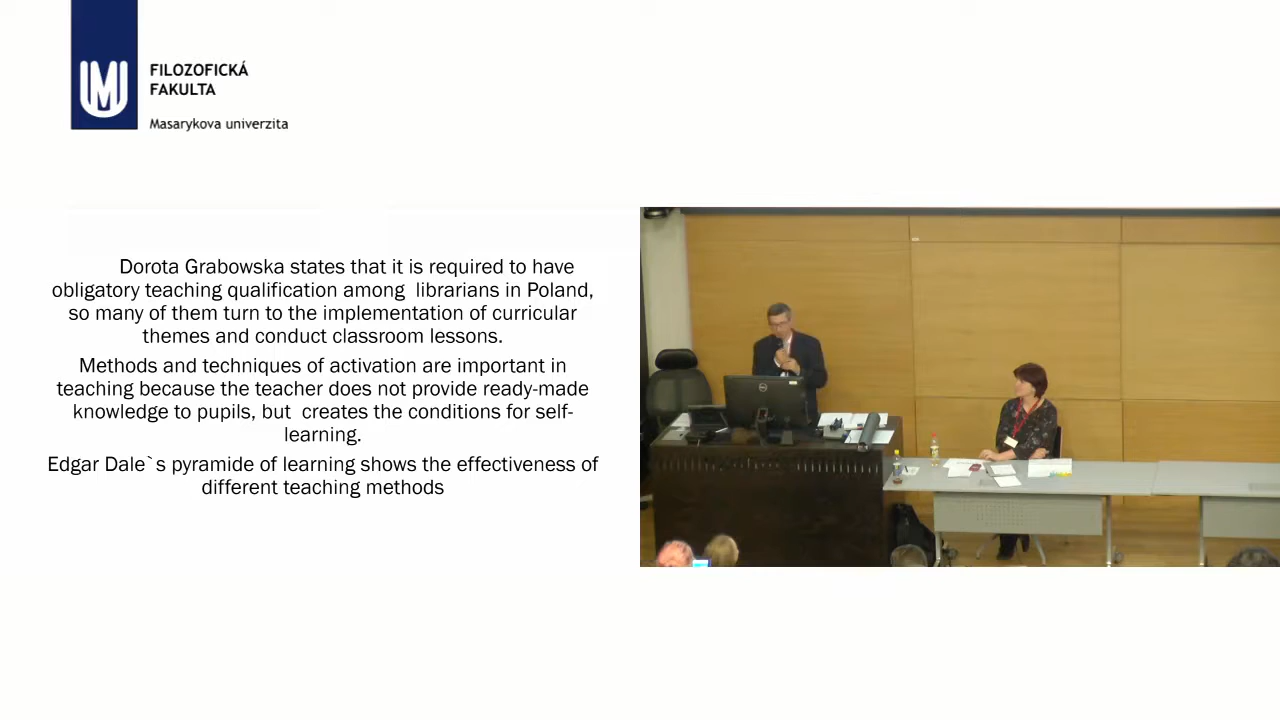 FILOZOFICKÁ
FAKULTA
Masarykova univerzita
Dorota Grabowska states that it is required to have
obligatory teaching qualification among librarians in Poland,
so many of them turn to the implementation of curricular
themes and conduct classroom lessons.
Methods and techniques of activation are important in
teaching because the teacher does not provide ready-made
knowledge to pupils, but creates the conditions for self-
learning.
Edgar Dale`s pyramide of learning shows the effectiveness of
different teaching methods
DELL